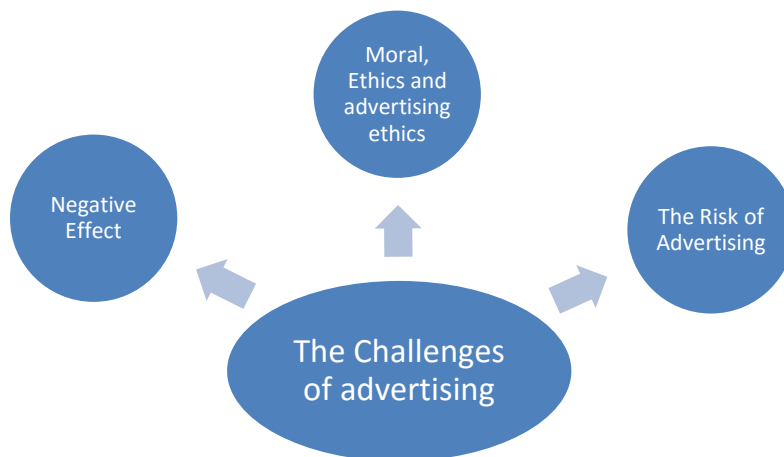 Moral,
Ethics and
advertising
ethics
Negative
Effect
The Risk of
Advertising
The Challenges
of advertising